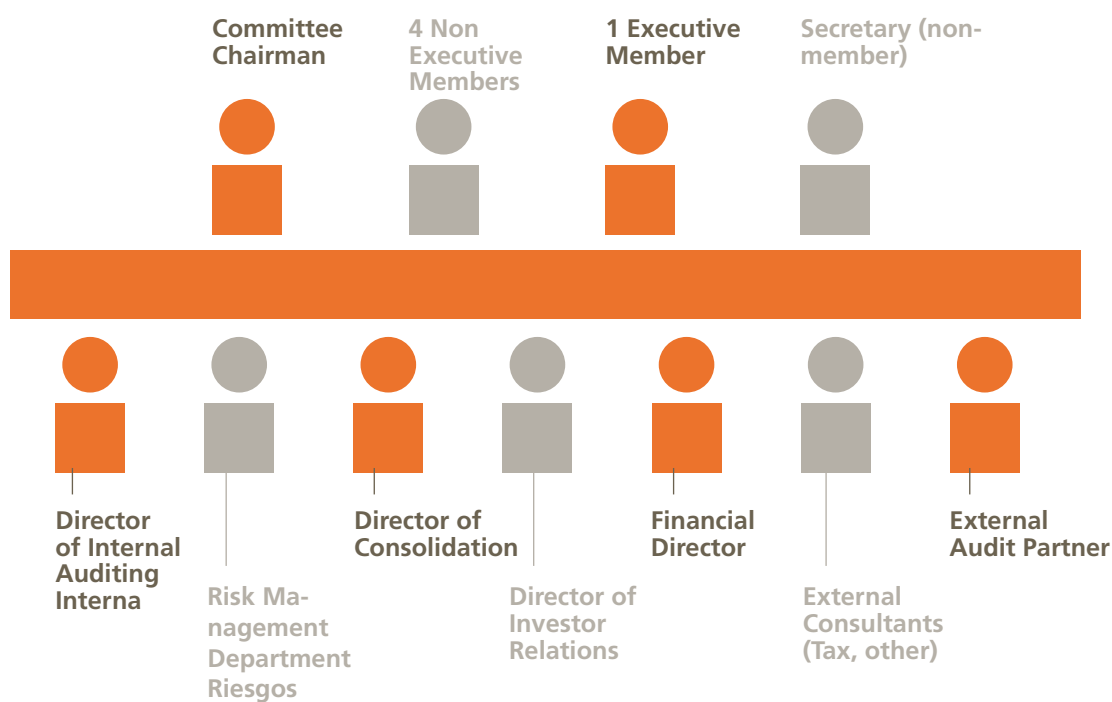 Committee
Chairman
4 Non
Executive
Members
1 Executive
Member
Secretary (non-
member)
Director
of Internal
Auditing
Interna
Risk Ma-
nagement
Department
Riesgos
Director of
Consolidation
Director of
Investor
Relations
Financial
Director
External
Consultants
(Tax, other)
External
Audit Partner